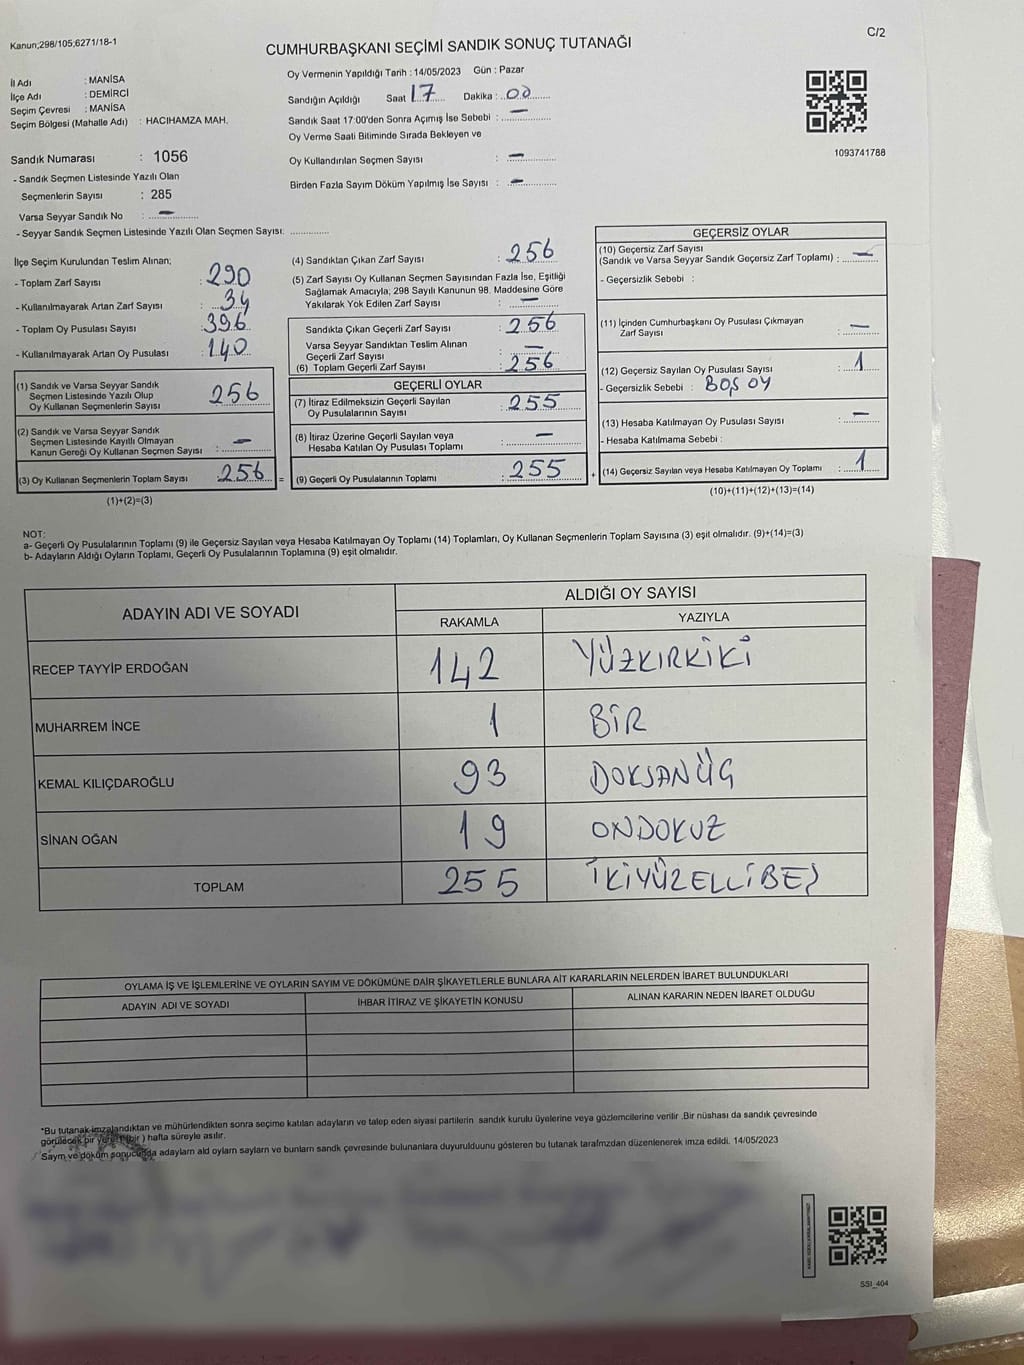 Kanun;298/105;6271/18-1
C/2
CUMHURBAŞKANI SEÇİMİ SANDIK SONUÇ TUTANAĞI
İl Adı : MANİSA
İlçe Adı : DEMİRCİ
Seçim Çevresi : MANİSA
Seçim Bölgesi (Mahalle Adı) : HACIHAMZA MAH.
Oy Vermenin Yapıldığı Tarih : 14/05/2023 Gün : Pazar
Sandığın Açıldığı Saat 17 Dakika : 00
Sandık Saat 17:00'den Sonra Açımış İse Sebebi : —
Oy Verme Saati Bitiminde Sırada Bekleyen ve
Oy Kullandırılan Seçmen Sayısı : —
Birden Fazla Sayım Döküm Yapılmış İse Sayısı : —
1093741788
Sandık Numarası : 1056
- Sandık Seçmen Listesinde Yazılı Olan
Seçmenlerin Sayısı : 285
Varsa Seyyar Sandık No : —
- Seyyar Sandık Seçmen Listesinde Yazılı Olan Seçmen Sayısı: ..............
İlçe Seçim Kurulundan Teslim Alınan;
- Toplam Zarf Sayısı : 290
- Kullanılmayarak Artan Zarf Sayısı : 34
- Toplam Oy Pusulası Sayısı : 396
- Kullanılmayarak Artan Oy Pusulası : 140
(1) Sandık ve Varsa Seyyar Sandık
Seçmen Listesinde Yazılı Olup
Oy Kullanan Seçmenlerin Sayısı 256
(2) Sandık ve Varsa Seyyar Sandık
Seçmen Listesinde Kayıllı Olmayan
Kanun Gereği Oy Kullanan Seçmen Sayısı : —
(3) Oy Kullanan Seçmenlerin Toplam Sayısı : 256 =
(1)+(2)=(3)
(4) Sandıktan Çıkan Zarf Sayısı : 256
(5) Zarf Sayısı Oy Kullanan Seçmen Sayısından Fazla İse, Eşitliği
Sağlamak Amacıyla; 298 Sayılı Kanunun 98. Maddesine Göre
Yakılarak Yok Edilen Zarf Sayısı : —
Sandıkta Çıkan Geçerli Zarf Sayısı : 256
Varsa Seyyar Sandıktan Teslim Alınan
Geçerli Zarf Sayısı : —
(6) Toplam Geçerli Zarf Sayısı : 256
GEÇERLİ OYLAR
(7) İtiraz Edilmeksizin Geçerli Sayılan
Oy Pusulalarının Sayısı : 255
(8) İtiraz Üzerine Geçerli Sayılan veya
Hesaba Katılan Oy Pusulası Toplamı : —
(9) Geçerli Oy Pusulalarının Toplamı : 255 +
GEÇERSİZ OYLAR
(10) Geçersiz Zarf Sayısı
(Sandık ve Varsa Seyyar Sandık Geçersiz Zarf Toplamı) : —
- Geçersizlik Sebebi :
(11) İçinden Cumhurbaşkanı Oy Pusulası Çıkmayan
Zarf Sayısı : —
(12) Geçersiz Sayılan Oy Pusulası Sayısı : 1
- Geçersizlik Sebebi : BOŞ OY
(13) Hesaba Katılmayan Oy Pusulası Sayısı : —
- Hesaba Katılmama Sebebi :
(14) Geçersiz Sayılan veya Hesaba Katılmayan Oy Toplamı : 1
(10)+(11)+(12)+(13)=(14)
NOT:
a- Geçerli Oy Pusulalarının Toplamı (9) ile Geçersiz Sayılan veya Hesaba Katılmayan Oy Toplamı (14) Toplamları, Oy Kullanan Seçmenlerin Toplam Sayısına (3) eşit olmalıdır. (9)+(14)=(3)
b- Adayların Aldığı Oyların Toplamı, Geçerli Oy Pusulalarının Toplamına (9) eşit olmalıdır.
ADAYIN ADI VE SOYADI
ALDIĞI OY SAYISI
RAKAMLA YAZIYLA
RECEP TAYYİP ERDOĞAN 142 YÜZKIRKİKİ
MUHARREM İNCE 1 BİR
KEMAL KILIÇDAROĞLU 93 DOKSANÜÇ
SİNAN OĞAN 19 ONDOKUZ
TOPLAM 255 İKİYÜZELLİBEŞ
OYLAMA İŞ VE İŞLEMLERİNE VE OYLARIN SAYIM VE DÖKÜMÜNE DAİR ŞİKAYETLERLE BUNLARA AİT KARARLARIN NELERDEN İBARET BULUNDUKLARI
ADAYIN ADI VE SOYADI İHBAR İTİRAZ VE ŞİKAYETİN KONUSU ALINAN KARARIN NEDEN İBARET OLDUĞU
*Bu tutanak imzalandıktan ve mühürlendikten sonra seçime katılan adayların ve talep eden siyasi partilerin sandık kurulu üyelerine veya gözlemcilerine verilir .Bir nüshası da sandık çevresinde
görülecek bir yere 1 (bir ) hafta süreyle asılır.
Saym ve döküm sonucunda adaylarn ald oylarn saylarn ve bunlarn sandk çevresinde bulunanlara duyurulduunu gösteren bu tutanak tarafmzdan düzenlenerek imza edildi. 14/05/2023
SSI_404